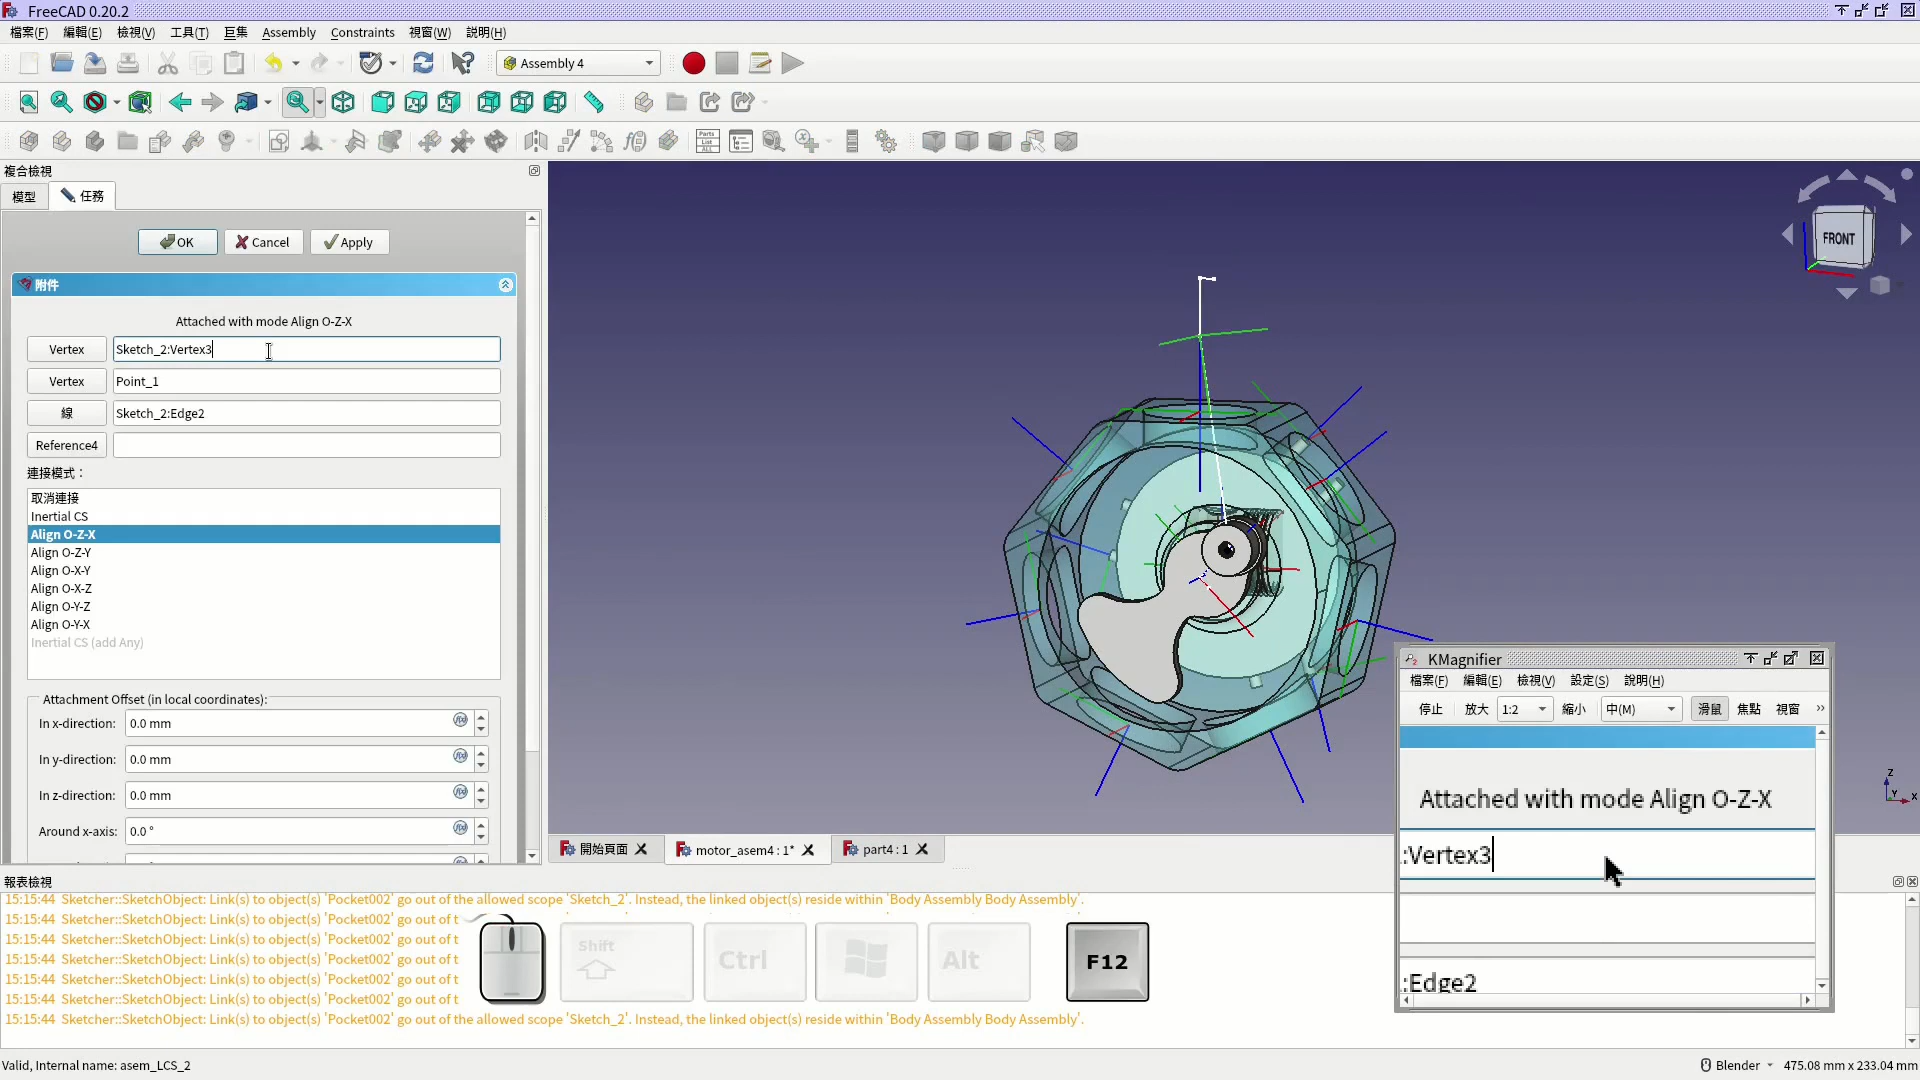 FreeCAD 0.20.2
檔案(F) 編輯(E) 檢視(V) 工具(T) 巨集 Assembly Constraints 視窗(W) 說明(H)
Assembly 4
Parts List ALL
複合檢視
模型 任務
OK Cancel Apply
附件
Attached with mode Align O-Z-X
Vertex Sketch_2:Vertex3
Vertex Point_1
線 Sketch_2:Edge2
Reference4
連接模式：
取消連接
Inertial CS
Align O-Z-X
Align O-Z-Y
Align O-X-Y
Align O-X-Z
Align O-Y-Z
Align O-Y-X
Inertial CS (add Any)
Attachment Offset (in local coordinates):
In x-direction: 0.0 mm
In y-direction: 0.0 mm
In z-direction: 0.0 mm
Around x-axis: 0.0 °
FRONT
Z
Y X
開始頁面 motor_asem4 : 1* part4 : 1
KMagnifier
檔案(F) 編輯(E) 檢視(V) 設定(S) 說明(H)
停止 放大 1:2 縮小 中(M) 滑鼠 焦點 視窗 »
Attached with mode Align O-Z-X
:Vertex3
:Edge2
報表檢視
15:15:44 Sketcher::SketchObject: Link(s) to object(s) 'Pocket002' go out of the allowed scope 'Sketch_2'. Instead, the linked object(s) reside within 'Body Assembly Body Assembly'.
15:15:44 Sketcher::SketchObject: Link(s) to object(s) 'Pocket002' go out of t
15:15:44 Sketcher::SketchObject: Link(s) to object(s) 'Pocket002' go out of t
15:15:44 Sketcher::SketchObject: Link(s) to object(s) 'Pocket002' go out of t
15:15:44 Sketcher::SketchObject: Link(s) to object(s) 'Pocket002' go out of t
15:15:44 Sketcher::SketchObject: Link(s) to object(s) 'Pocket002' go out of t
15:15:44 Sketcher::SketchObject: Link(s) to object(s) 'Pocket002' go out of the allowed scope 'Sketch_2'. Instead, the linked object(s) reside within 'Body Assembly Body Assembly'.
Shift Ctrl Alt F12
Valid, Internal name: asem_LCS_2
Blender 475.08 mm x 233.04 mm